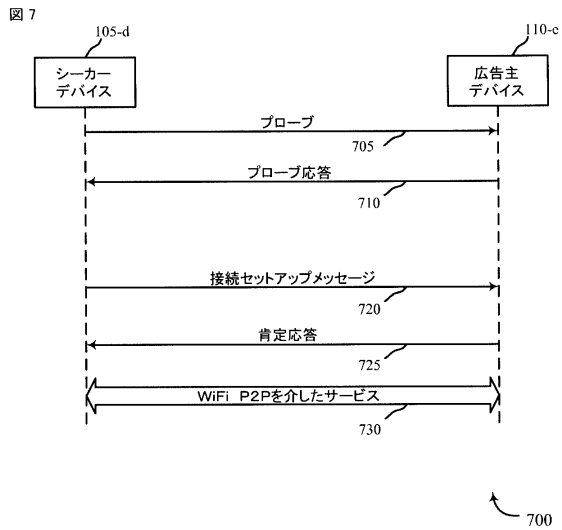 図7
105-d
110-c
シーカー
デバイス
広告主
デバイス
プローブ
705
プローブ応答
710
接続セットアップメッセージ
720
肯定応答
725
WiFi P2Pを介したサービス
730
700